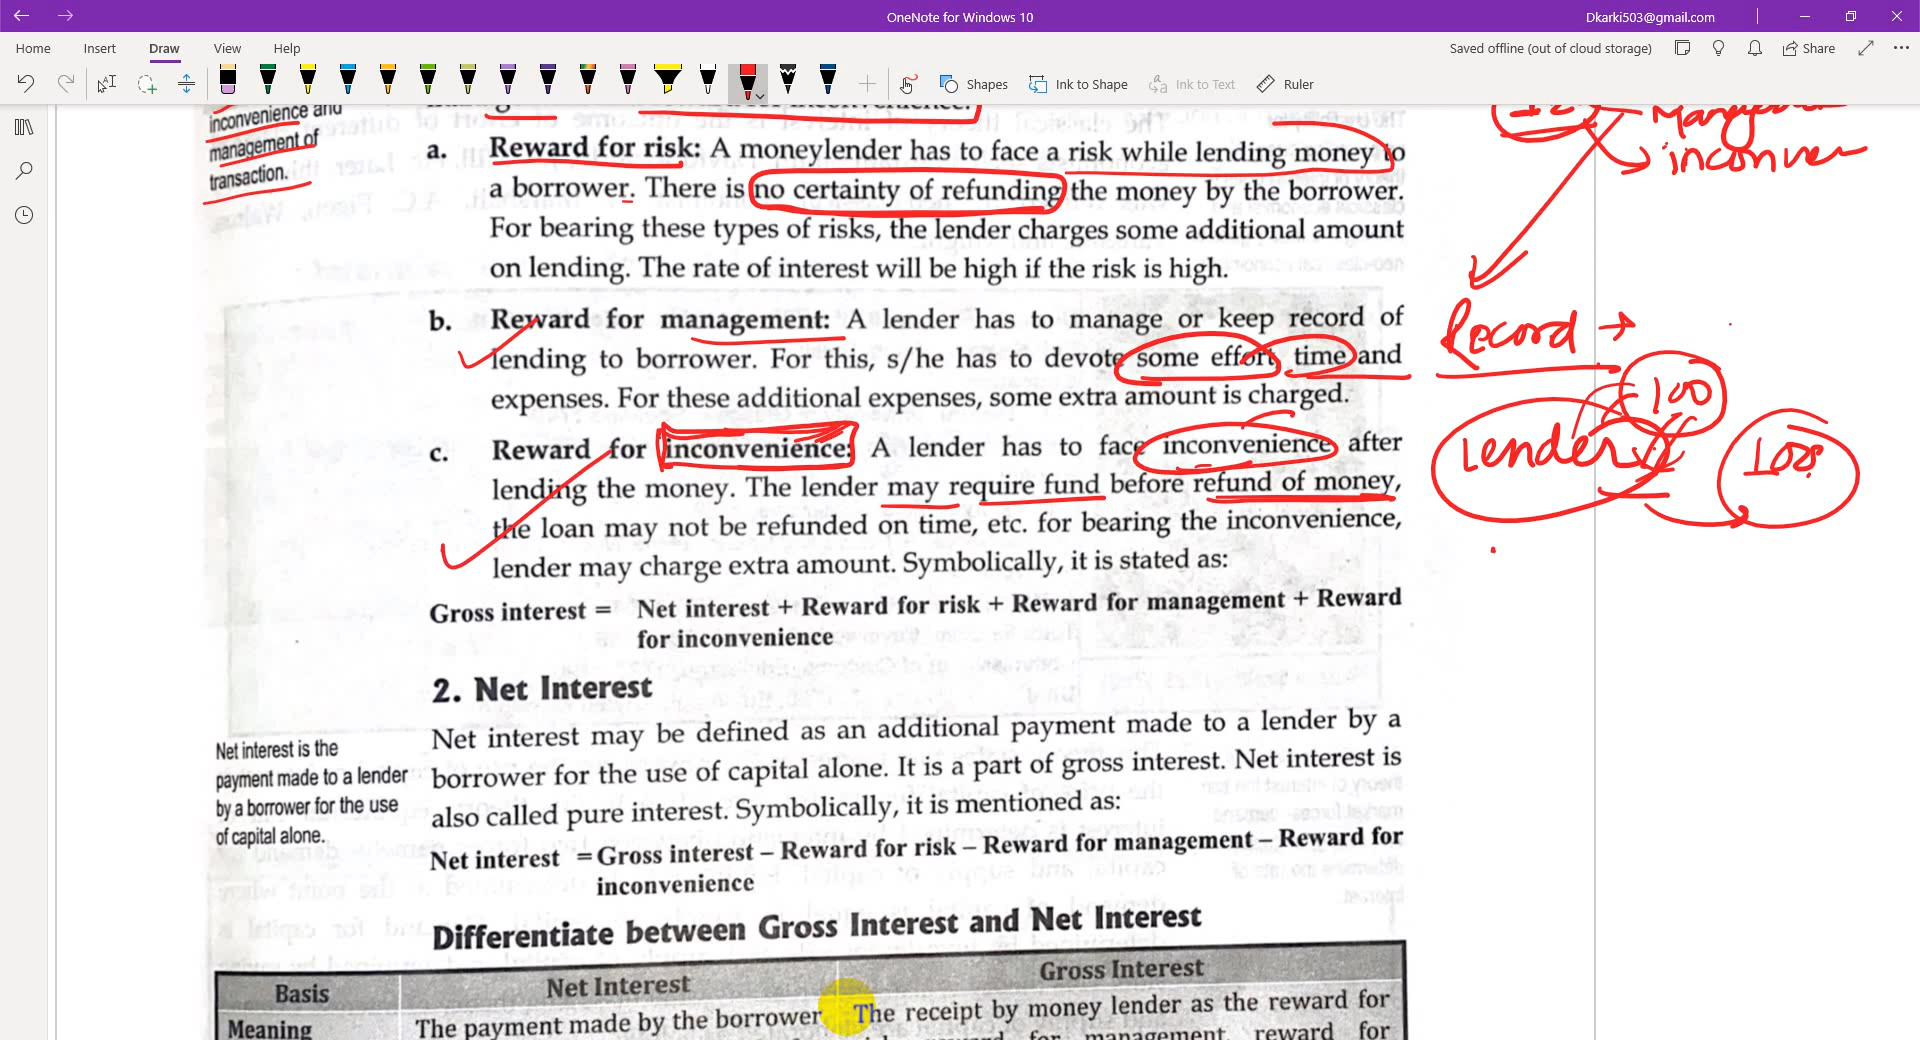 OneNote for Windows 10
Dkarki503@gmail.com
Home Insert Draw View Help
Saved offline (out of cloud storage)
Share
Shapes
Ink to Shape
Ink to Text
Ruler
inconvenience and
management of
transaction.
inconvenience.
a. Reward for risk: A moneylender has to face a risk while lending money to
a borrower. There is no certainty of refunding the money by the borrower.
For bearing these types of risks, the lender charges some additional amount
on lending. The rate of interest will be high if the risk is high.
b. Reward for management: A lender has to manage or keep record of
lending to borrower. For this, s/he has to devote some effort, time and
expenses. For these additional expenses, some extra amount is charged.
c. Reward for inconvenience: A lender has to face inconvenience after
lending the money. The lender may require fund before refund of money,
the loan may not be refunded on time, etc. for bearing the inconvenience,
lender may charge extra amount. Symbolically, it is stated as:
Gross interest = Net interest + Reward for risk + Reward for management + Reward
for inconvenience
2. Net Interest
Net interest may be defined as an additional payment made to a lender by a
borrower for the use of capital alone. It is a part of gross interest. Net interest is
also called pure interest. Symbolically, it is mentioned as:
Net interest = Gross interest – Reward for risk – Reward for management – Reward for
inconvenience
Net interest is the
payment made to a lender
by a borrower for the use
of capital alone.
Differentiate between Gross Interest and Net Interest
Basis Net Interest Gross Interest
Meaning The payment made by the borrower The receipt by money lender as the reward for
management, reward for
inconven
Record
100
Lender
100